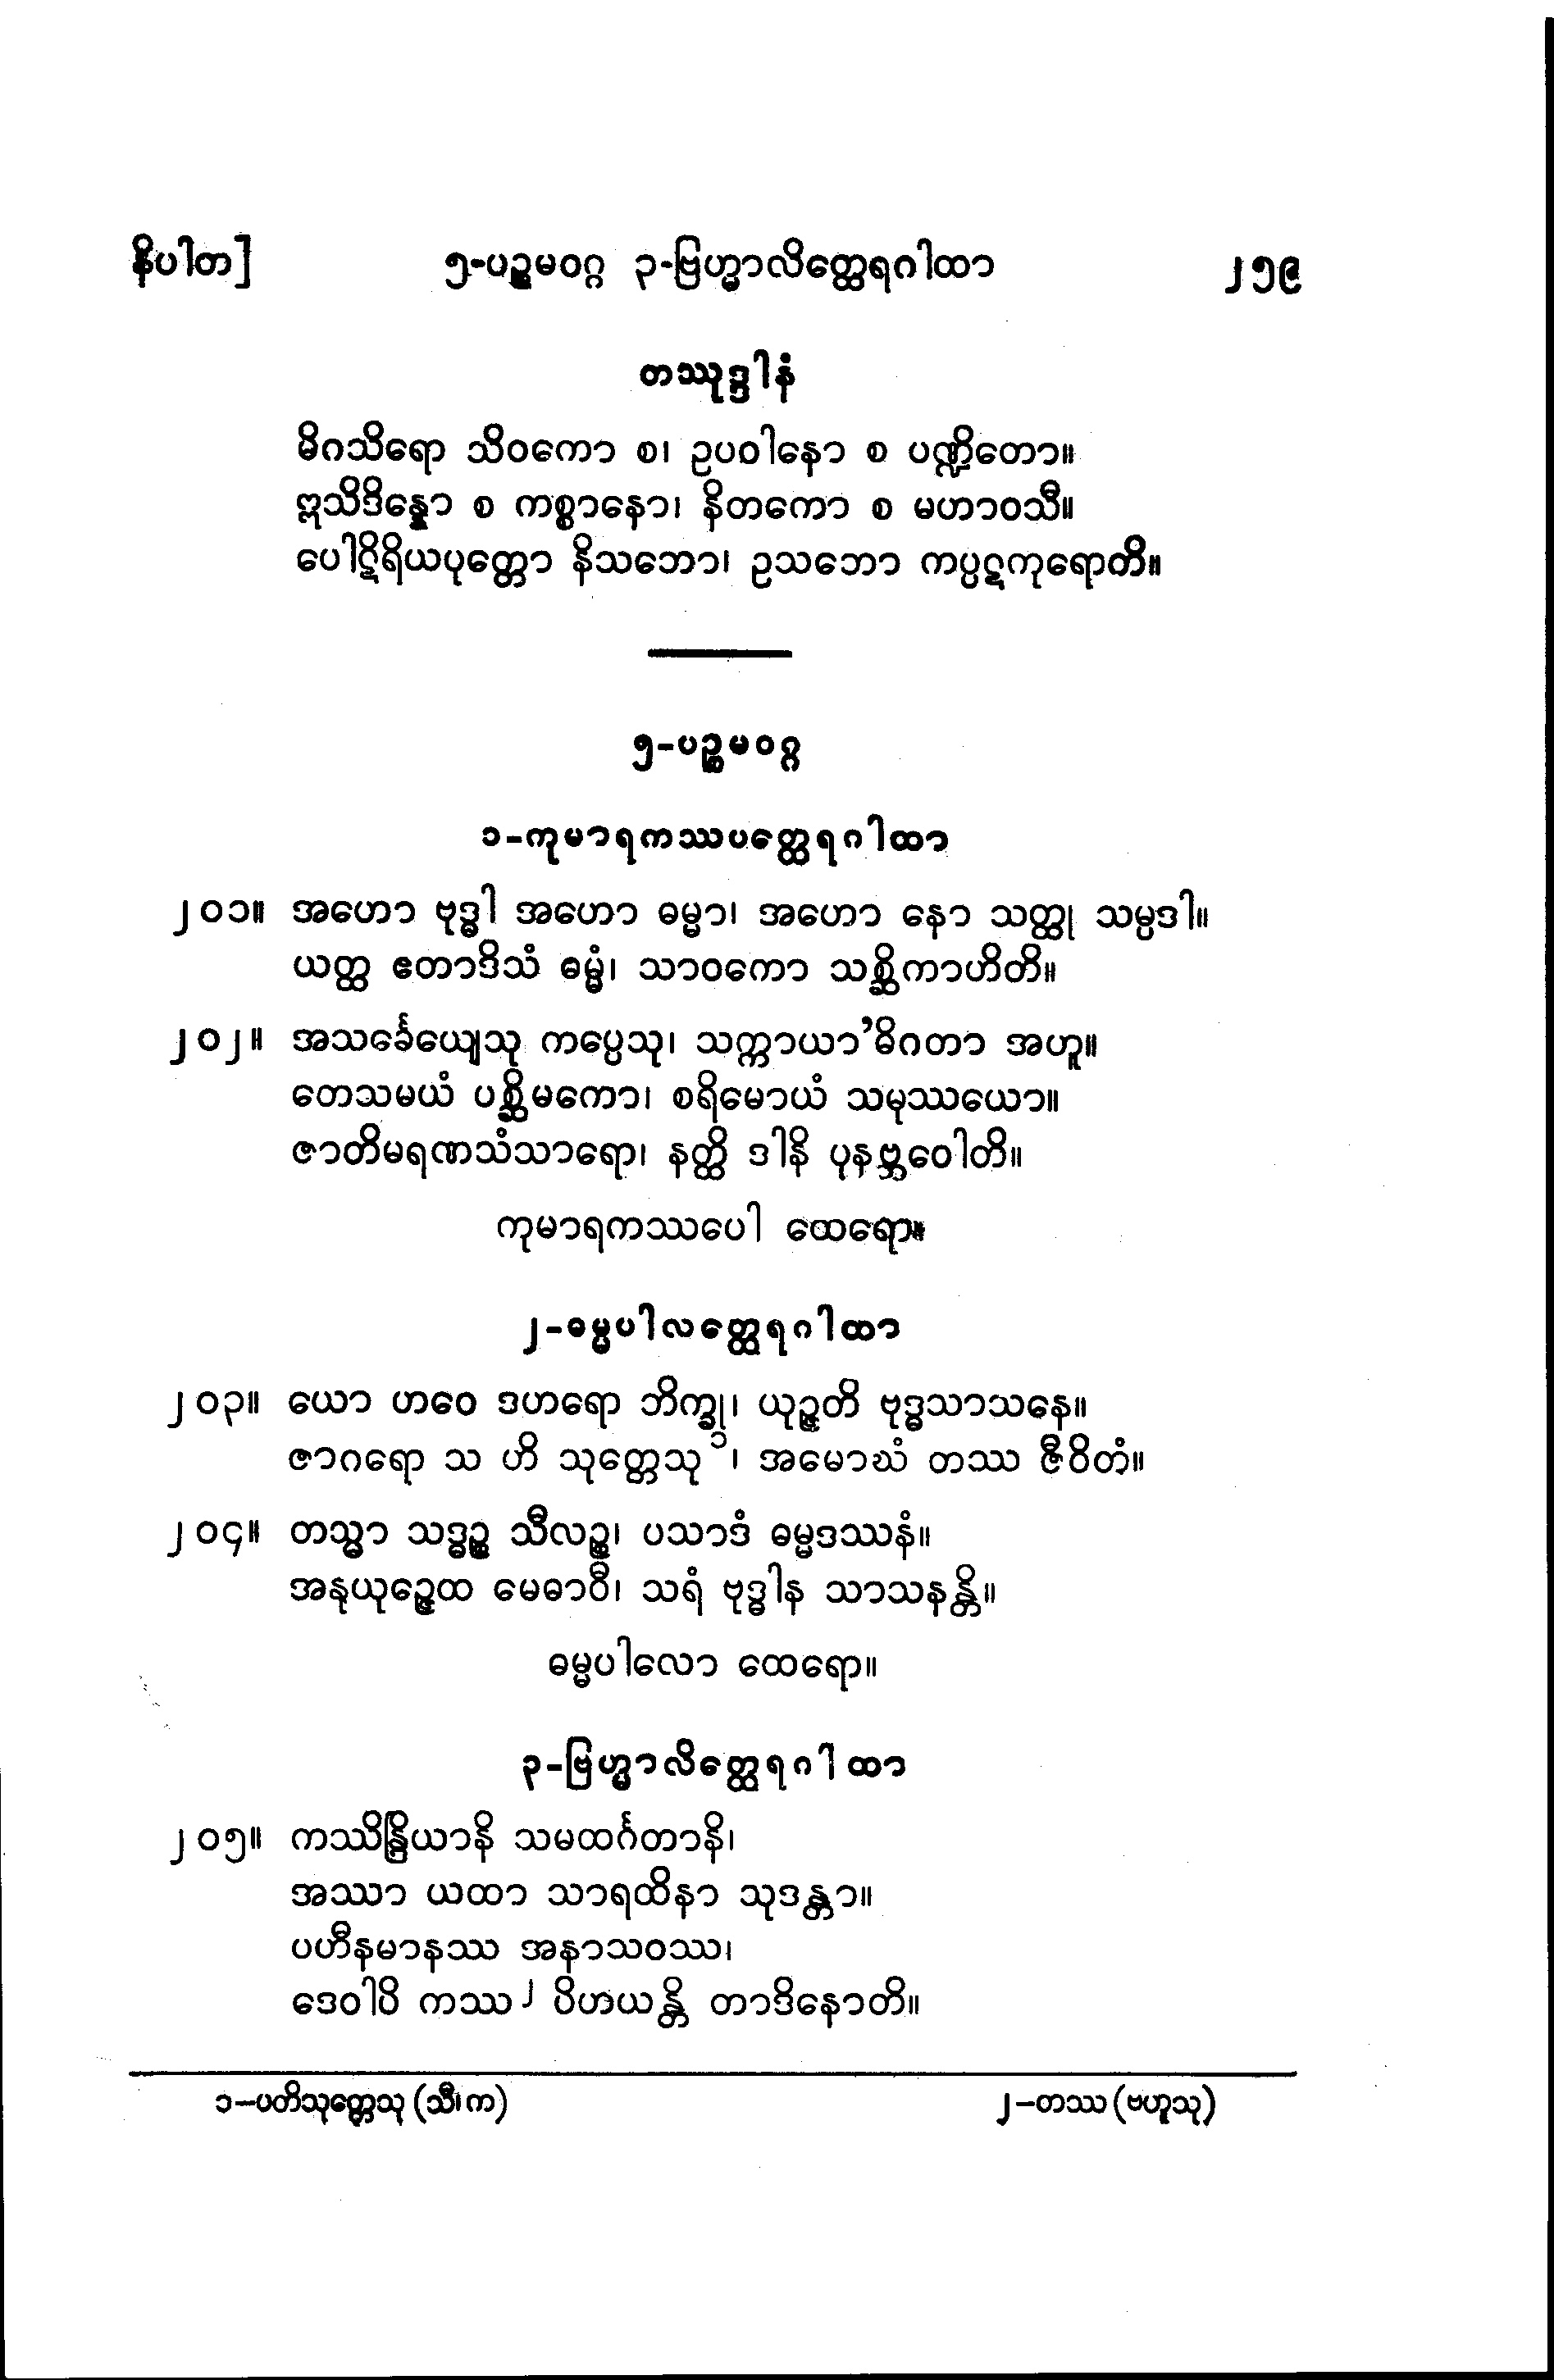 နိပါတ]
၅-ပဉ္စမဝဂ္ဂ ၃-ဗြဟ္မာလိတ္ထေရဂါထာ
၂၅၉
တဿုဒ္ဒါနံ
မိဂသိရော သိဝကော စ၊ ဥပဝါနော စ ပဏ္ဍိတော။
ဣသိဒိန္နော စ ကစ္စာနော၊ နိတကော စ မဟာဝသီ။
ပေါဋိရိယပုတ္တော နိသဘော၊ ဥသဘော ကပ္ပဋကုရောတိ။
၅-ပဉ္စမဝဂ္ဂ
၁-ကုမာရကဿပတ္ထေရဂါထာ
၂၀၁။ အဟော ဗုဒ္ဓါ အဟော ဓမ္မာ၊ အဟော နော သတ္ထု သမ္ပဒါ။
ယတ္ထ ဧတာဒိသံ ဓမ္မံ၊ သာဝကော သစ္ဆိကာဟိတိ။
၂၀၂။ အသင်္ခေယျေသု ကပ္ပေသု၊ သက္ကာယာ’ဓိဂတာ အဟူ။
တေသမယံ ပစ္ဆိမကော၊ စရိမောယံ သမုဿယော။
ဇာတိမရဏသံသာရော၊ နတ္ထိ ဒါနိ ပုနဗ္ဘဝေါတိ။
ကုမာရကဿပေါ ထေရော။
၂-ဓမ္မပါလတ္ထေရဂါထာ
၂၀၃။ ယော ဟဝေ ဒဟရော ဘိက္ခု၊ ယုဉ္ဇတိ ဗုဒ္ဓသာသနေ။
ဇာဂရော သ ဟိ သုတ္တေသု ၁၊ အမောဃံ တဿ ဇီဝိတံ။
၂၀၄။ တသ္မာ သဒ္ဓဉ္စ သီလဉ္စ၊ ပသာဒံ ဓမ္မဒဿနံ။
အနုယုဉ္ဇေထ မေဓာဝီ၊ သရံ ဗုဒ္ဓါန သာသနန္တိ။
ဓမ္မပါလော ထေရော။
၃-ဗြဟ္မာလိတ္ထေရဂါထာ
၂၀၅။ ကဿိန္ဒြိယာနိ သမထင်္ဂတာနိ၊
အဿာ ယထာ သာရထိနာ သုဒန္တာ။
ပဟီနမာနဿ အနာသဝဿ၊
ဒေဝါပိ ကဿ ၂ ပိဟယန္တိ တာဒိနောတိ။
၁–ပတိသုတ္တေသု (သီ၊ က)
၂–တဿ (ဗဟူသု)